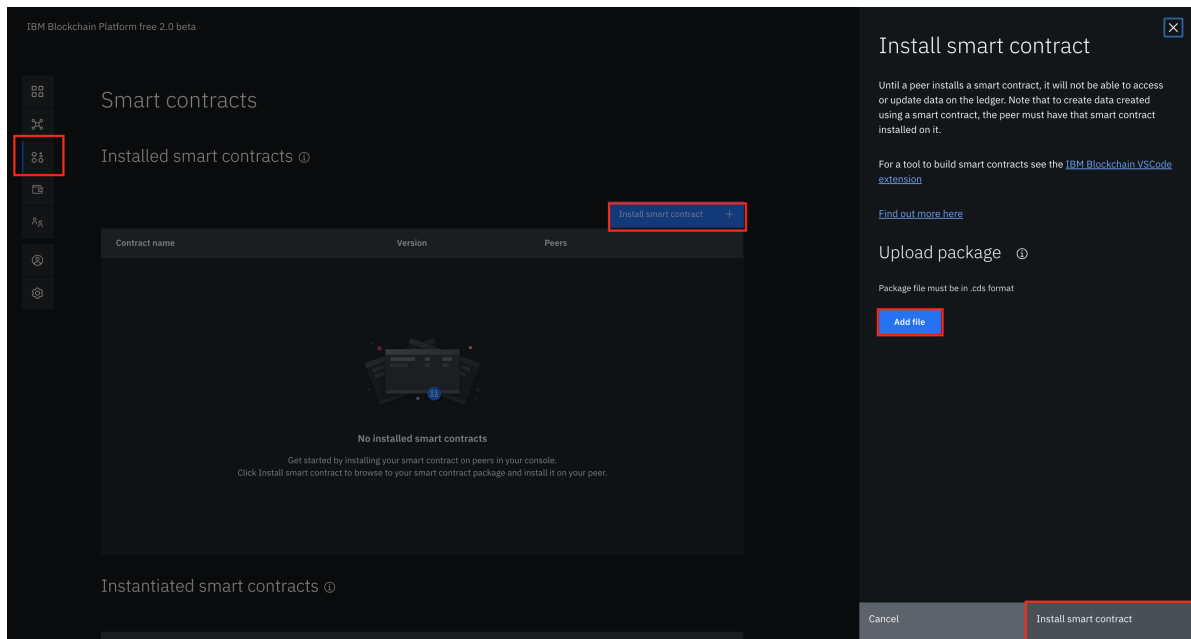 IBM Blockchain Platform free 2.0 beta
Smart contracts
Installed smart contracts
Install smart contract +
Contract name Version Peers
No installed smart contracts
Get started by installing your smart contract on peers in your console.
Click Install smart contract to browse to your smart contract package and install it on your peer.
Instantiated smart contracts
Install smart contract
Until a peer installs a smart contract, it will not be able to access
or update data on the ledger. Note that to create data created
using a smart contract, the peer must have that smart contract
installed on it.
For a tool to build smart contracts see the IBM Blockchain VSCode
extension
Find out more here
Upload package
Package file must be in .cds format
Add file
Cancel
Install smart contract